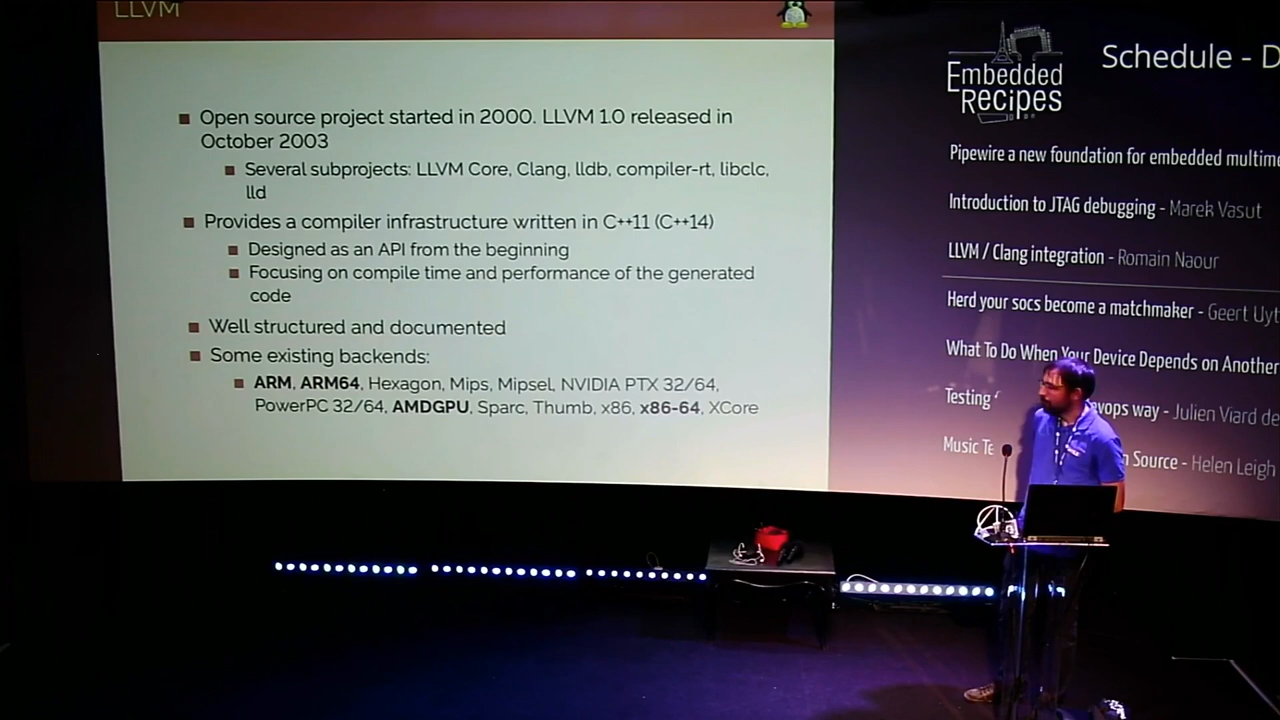 LLVM
Open source project started in 2000. LLVM 1.0 released in
October 2003
Several subprojects: LLVM Core, Clang, lldb, compiler-rt, libclc,
lld
Provides a compiler infrastructure written in C++11 (C++14)
Designed as an API from the beginning
Focusing on compile time and performance of the generated
code
Well structured and documented
Some existing backends:
ARM, ARM64, Hexagon, Mips, Mipsel, NVIDIA PTX 32/64,
PowerPC 32/64, AMDGPU, Sparc, Thumb, x86, x86-64, XCore
Embedded
Recipes
Schedule - D
Pipewire a new foundation for embedded multime
Introduction to JTAG debugging - Marek Vasut
LLVM / Clang integration - Romain Naour
Herd your socs become a matchmaker - Geert Uyt
What To Do When Your Device Depends on Another
Testing evops way - Julien Viard de
Music Te n Source - Helen Leigh